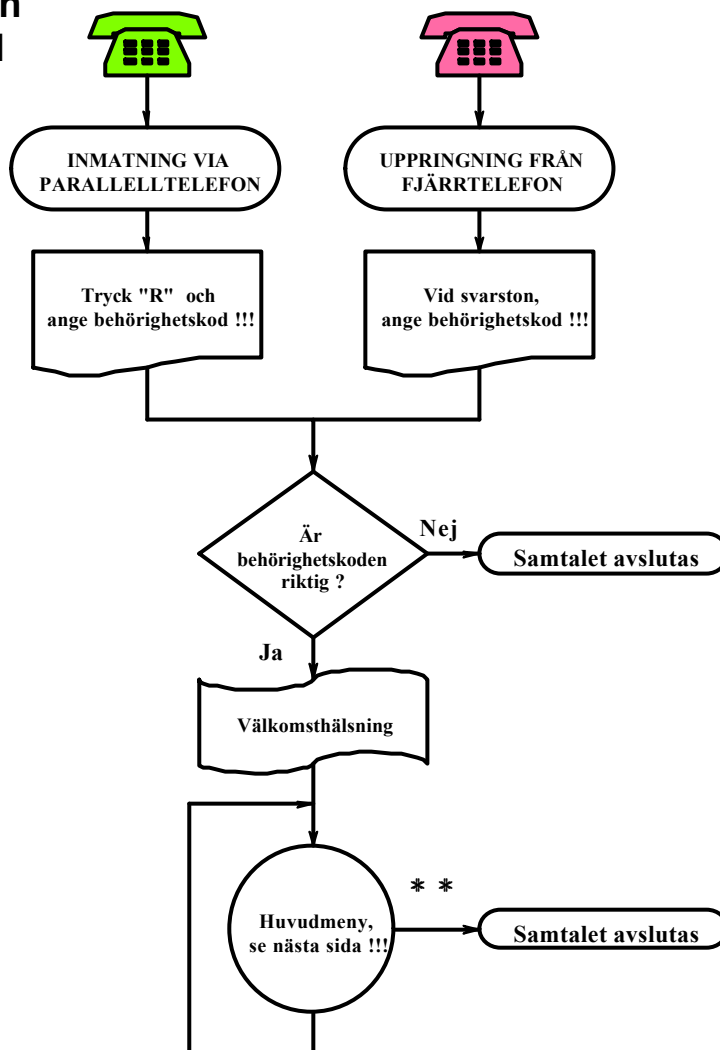 INMATNING VIA
PARALLELLTELEFON
UPPRINGNING FRÅN
FJÄRRTELEFON
Tryck "R" och
ange behörighetskod !!!
Vid svarston,
ange behörighetskod !!!
Är
behörighetskoden
riktig ?
Nej
Samtalet avslutas
Ja
Välkomsthälsning
Huvudmeny,
se nästa sida !!!
* *
Samtalet avslutas